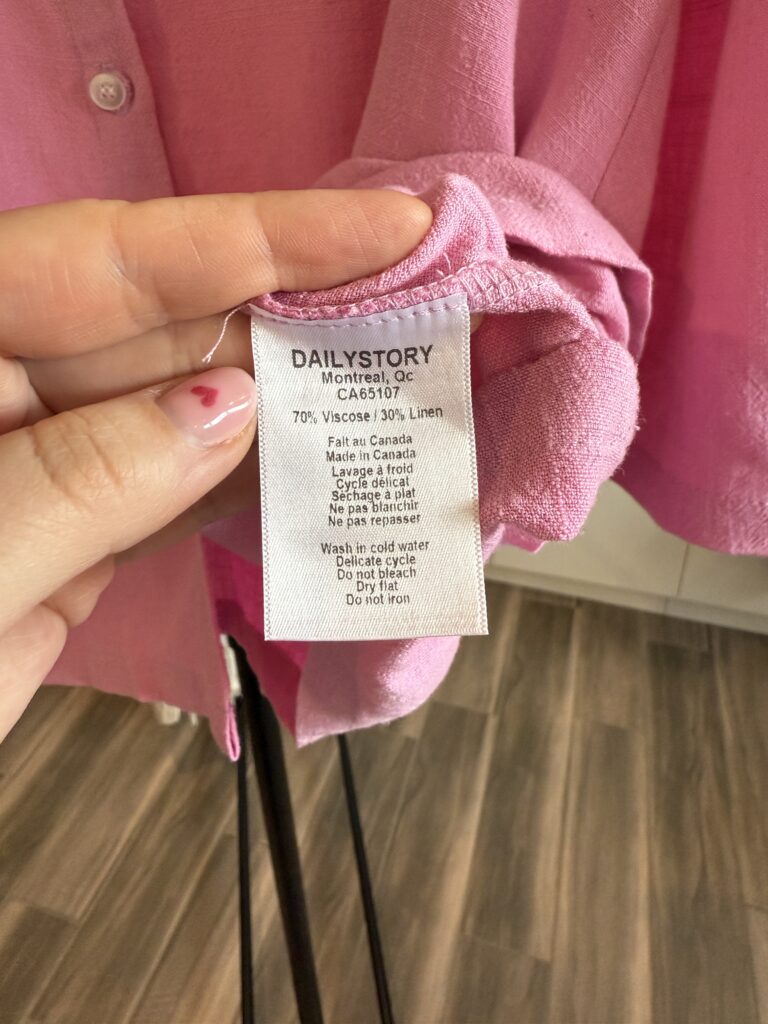 DAILYSTORY
Montreal, Qc
CA65107
70% Viscose / 30% Linen
Fait au Canada
Made in Canada
Lavage à froid
Cycle délicat
Séchage à plat
Ne pas blanchir
Ne pas repasser
Wash in cold water
Delicate cycle
Do not bleach
Dry flat
Do not iron